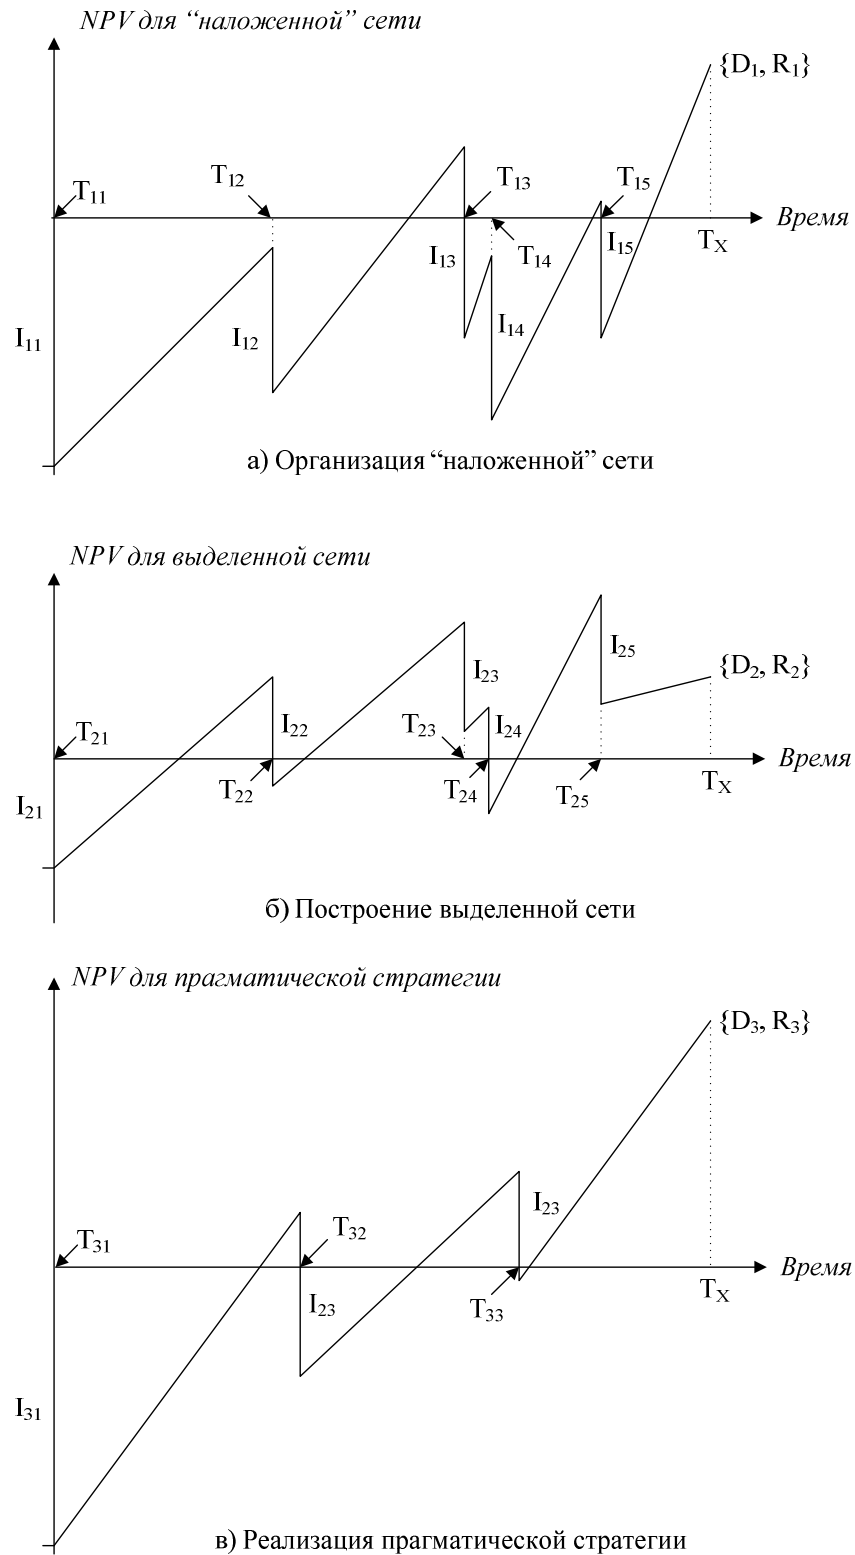 NPV для “наложенной” сети
{D₁, R₁}
T₁₂
T₁₃
T₁₅
T₁₁
Время
I₁₃
T₁₄
I₁₅
Tₓ
I₁₁
I₁₂
I₁₄
а) Организация “наложенной” сети
NPV для выделенной сети
I₂₅
{D₂, R₂}
I₂₃
T₂₁
I₂₂
T₂₃
I₂₄
Время
T₂₂
T₂₄
T₂₅
Tₓ
I₂₁
б) Построение выделенной сети
NPV для прагматической стратегии
{D₃, R₃}
I₂₃
T₃₁
T₃₂
Время
I₂₃
T₃₃
Tₓ
I₃₁
в) Реализация прагматической стратегии